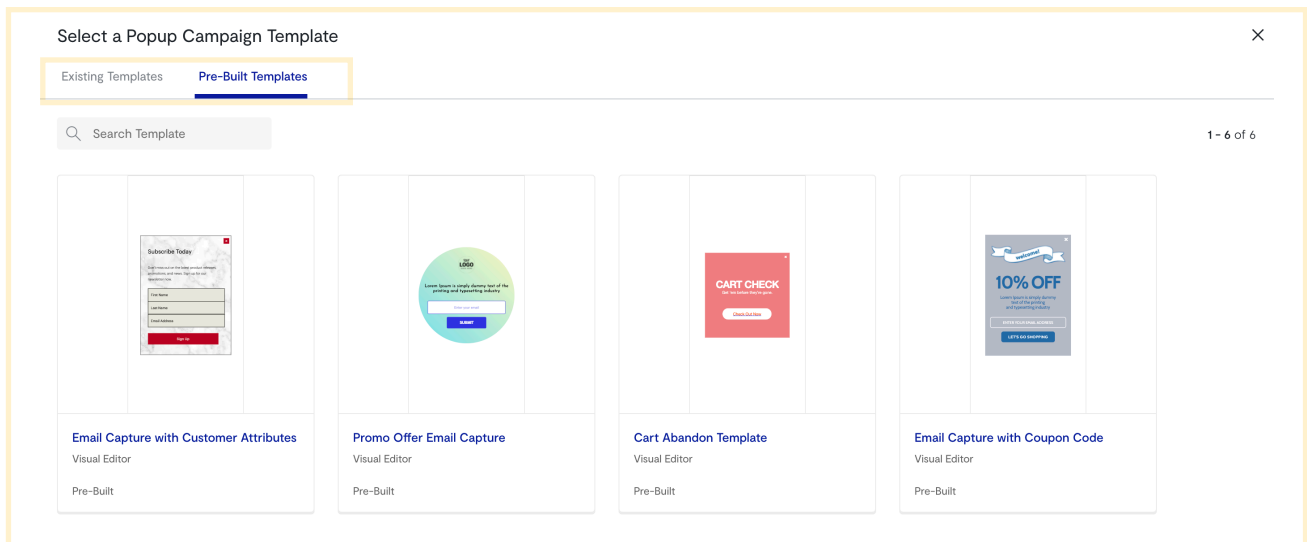 Select a Popup Campaign Template
Existing Templates
Pre-Built Templates
Search Template
1 - 6 of 6
Subscribe Today
First Name
Last Name
Email Address
Sign Up
Email Capture with Customer Attributes
Visual Editor
Pre-Built
LOGO
Lorem Ipsum is simply dummy text of the
printing and typesetting industry
SUBMIT
Promo Offer Email Capture
Visual Editor
Pre-Built
CART CHECK
Check Out Now
Cart Abandon Template
Visual Editor
Pre-Built
welcome!
10% OFF
Lorem Ipsum is simply dummy
text of the printing
and typesetting industry
ENTER YOUR EMAIL ADDRESS
LET'S GO SHOPPING
Email Capture with Coupon Code
Visual Editor
Pre-Built